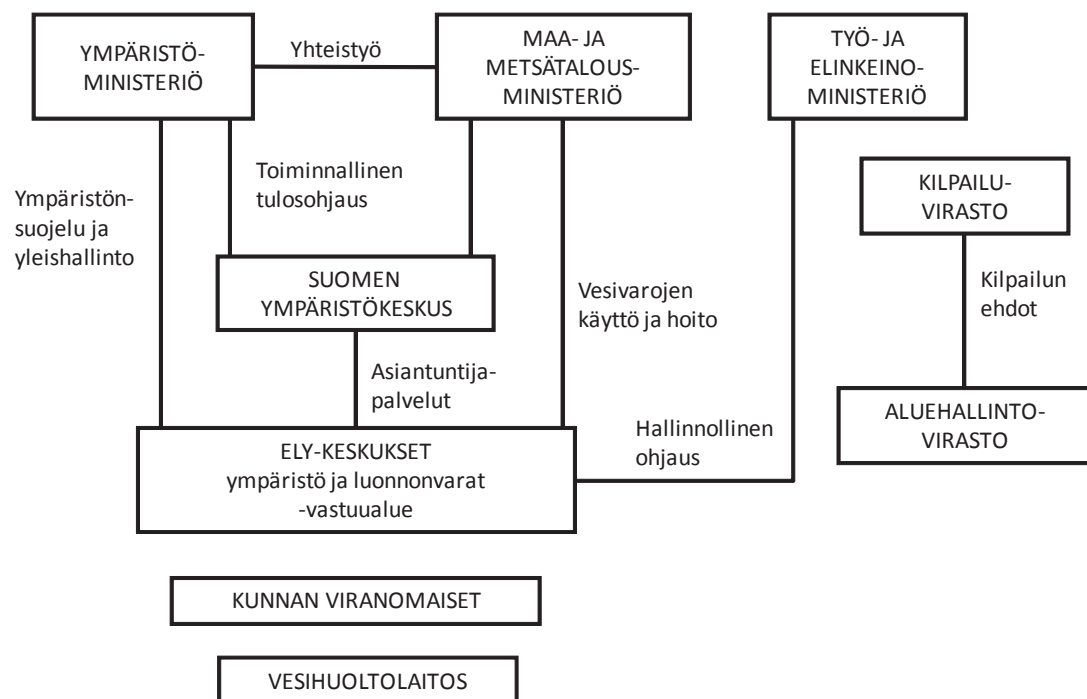 YMPÄRISTÖ-
MINISTERIÖ
Yhteistyö
MAA- JA
METSÄTALOUS-
MINISTERIÖ
TYÖ- JA
ELINKEINO-
MINISTERIÖ
Ympäristön-
suojelu ja
yleishallinto
Toiminnallinen
tulosohjaus
KILPAILU-
VIRASTO
SUOMEN
YMPÄRISTÖKESKUS
Vesivarojen
käyttö ja hoito
Kilpailun
ehdot
Asiantuntija-
palvelut
ALUEHALLINTO-
VIRASTO
Hallinnollinen
ohjaus
ELY-KESKUKSET
ympäristö ja luonnonvarat
-vastuualue
KUNNAN VIRANOMAISET
VESIHUOLTOLAITOS